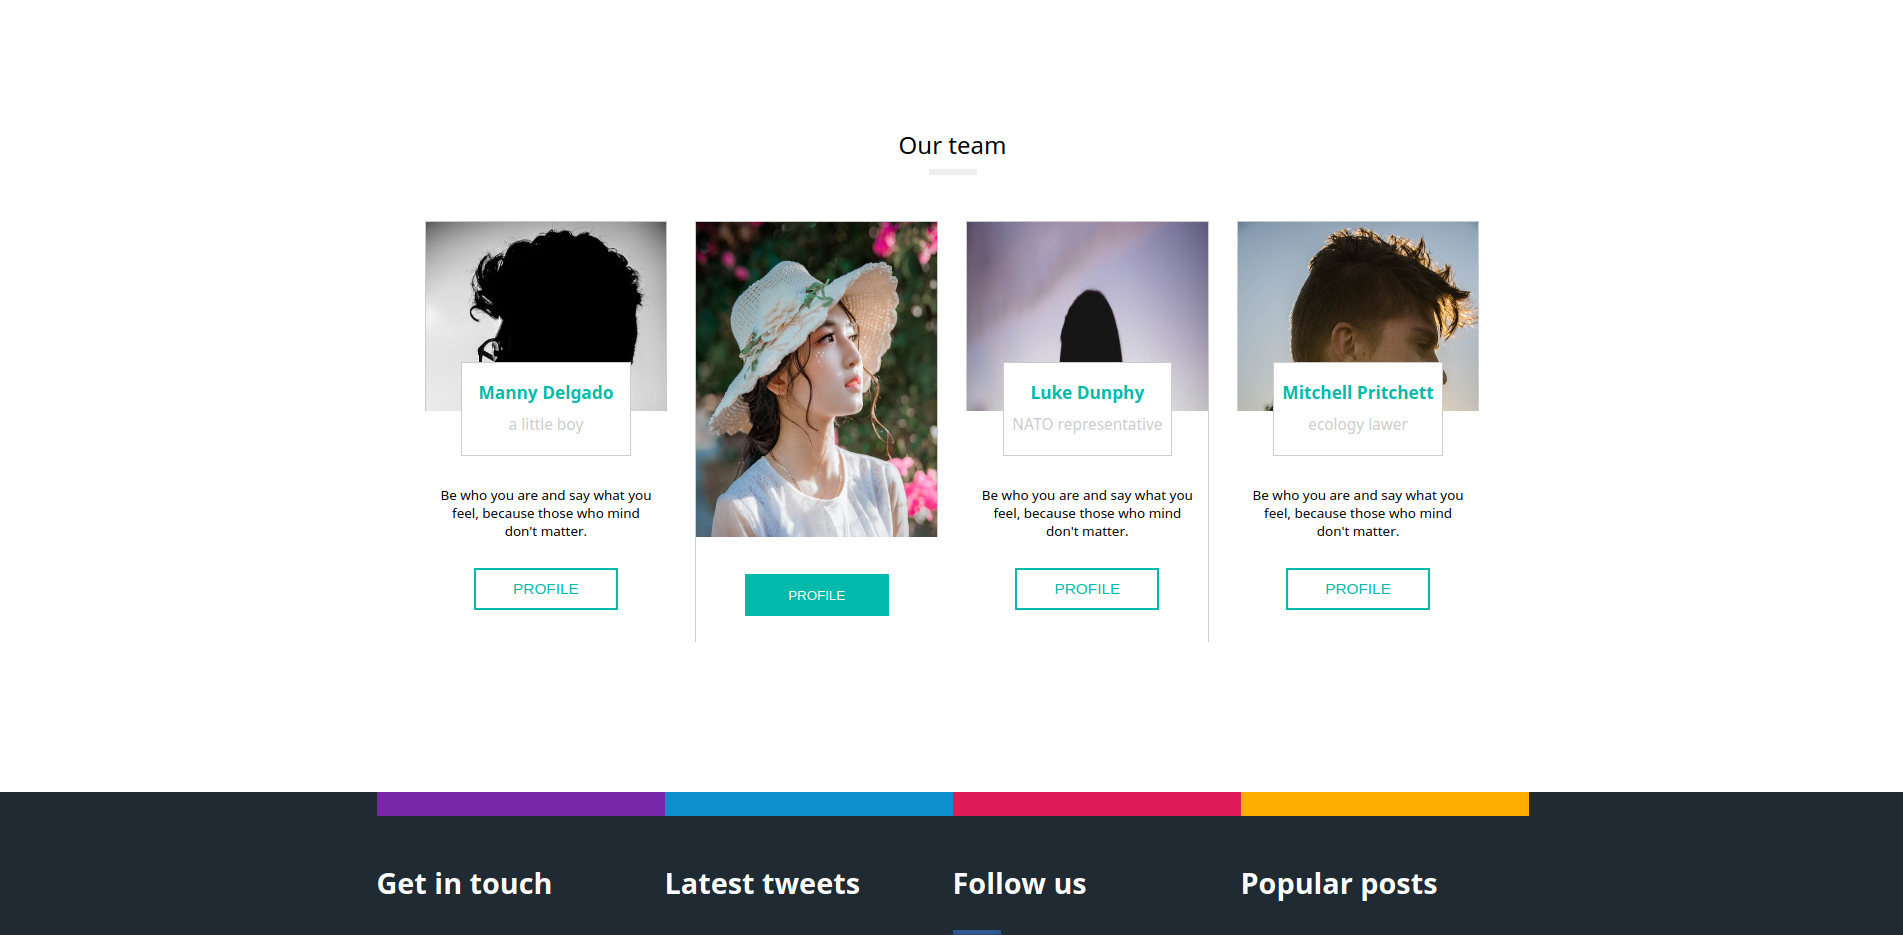 Our team
Manny Delgado
a little boy
Be who you are and say what you
feel, because those who mind
don't matter.
PROFILE
PROFILE
Luke Dunphy
NATO representative
Be who you are and say what you
feel, because those who mind
don't matter.
PROFILE
Mitchell Pritchett
ecology lawer
Be who you are and say what you
feel, because those who mind
don't matter.
PROFILE
Get in touch
Latest tweets
Follow us
Popular posts